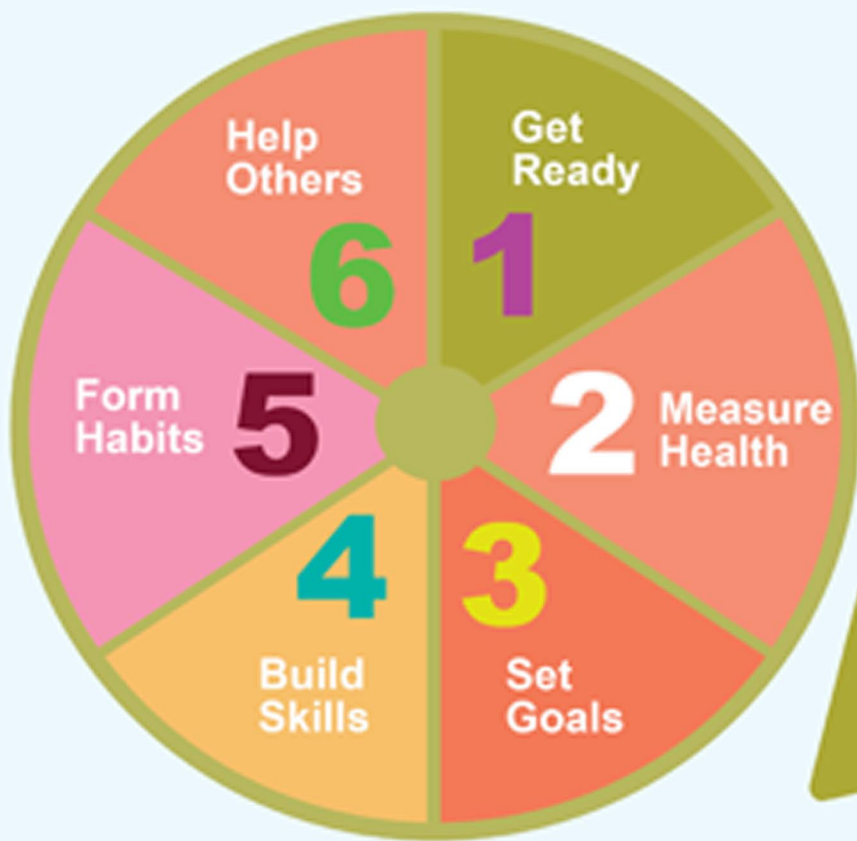 Get
Ready
1
2
Measure
Health
3
Set
Goals
4
Build
Skills
Form
Habits
5
Help
Others
6